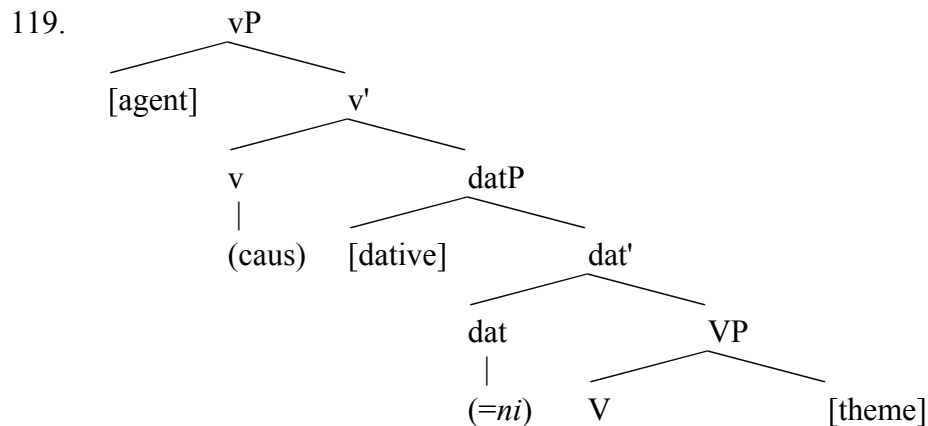 119. vP
[agent] v'
v datP
(caus) [dative] dat'
dat VP
(=ni) V [theme]